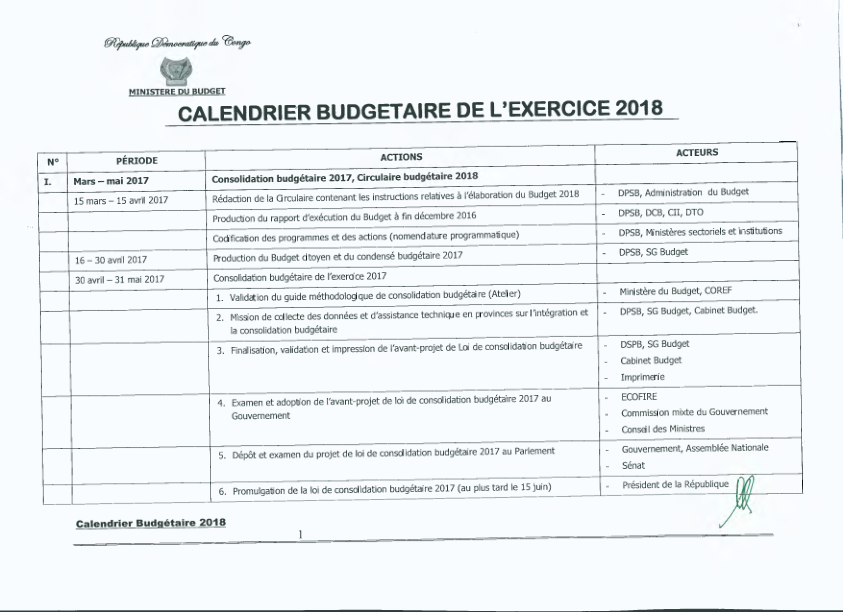 République Démocratique du Congo
MINISTERE DU BUDGET
CALENDRIER BUDGETAIRE DE L'EXERCICE 2018
N° PÉRIODE ACTIONS ACTEURS
I. Mars – mai 2017 Consolidation budgétaire 2017, Circulaire budgétaire 2018
15 mars – 15 avril 2017 Rédaction de la Circulaire contenant les instructions relatives à l'élaboration du Budget 2018 - DPSB, Administration du Budget
Production du rapport d'exécution du Budget à fin décembre 2016 - DPSB, DCB, CII, DTO
Codification des programmes et des actions (nomenclature programmatique) - DPSB, Ministères sectoriels et institutions
16 – 30 avril 2017 Production du Budget citoyen et du condensé budgétaire 2017 - DPSB, SG Budget
30 avril – 31 mai 2017 Consolidation budgétaire de l'exercice 2017
1. Validation du guide méthodologique de consolidation budgétaire (Atelier) - Ministère du Budget, COREF
2. Mission de collecte des données et d'assistance technique en provinces sur l'intégration et - DPSB, SG Budget, Cabinet Budget.
la consolidation budgétaire
3. Finalisation, validation et impression de l'avant-projet de Loi de consolidation budgétaire - DSPB, SG Budget
- Cabinet Budget
- Imprimerie
4. Examen et adoption de l'avant-projet de loi de consolidation budgétaire 2017 au - ECOFIRE
Gouvernement - Commission mixte du Gouvernement
- Conseil des Ministres
5. Dépôt et examen du projet de loi de consolidation budgétaire 2017 au Parlement - Gouvernement, Assemblée Nationale
- Sénat
6. Promulgation de la loi de consolidation budgétaire 2017 (au plus tard le 15 juin) - Président de la République
Calendrier Budgétaire 2018
1